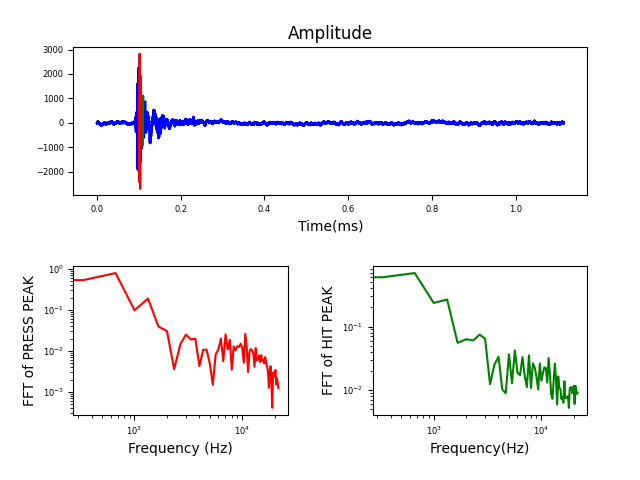 Amplitude
3000
2000
1000
0
−1000
−2000
0.0 0.2 0.4 0.6 0.8 1.0
Time(ms)
FFT of PRESS PEAK
10⁰
10⁻¹
10⁻²
10⁻³
10³ 10⁴
Frequency (Hz)
FFT of HIT PEAK
10⁻¹
10⁻²
10³ 10⁴
Frequency(Hz)